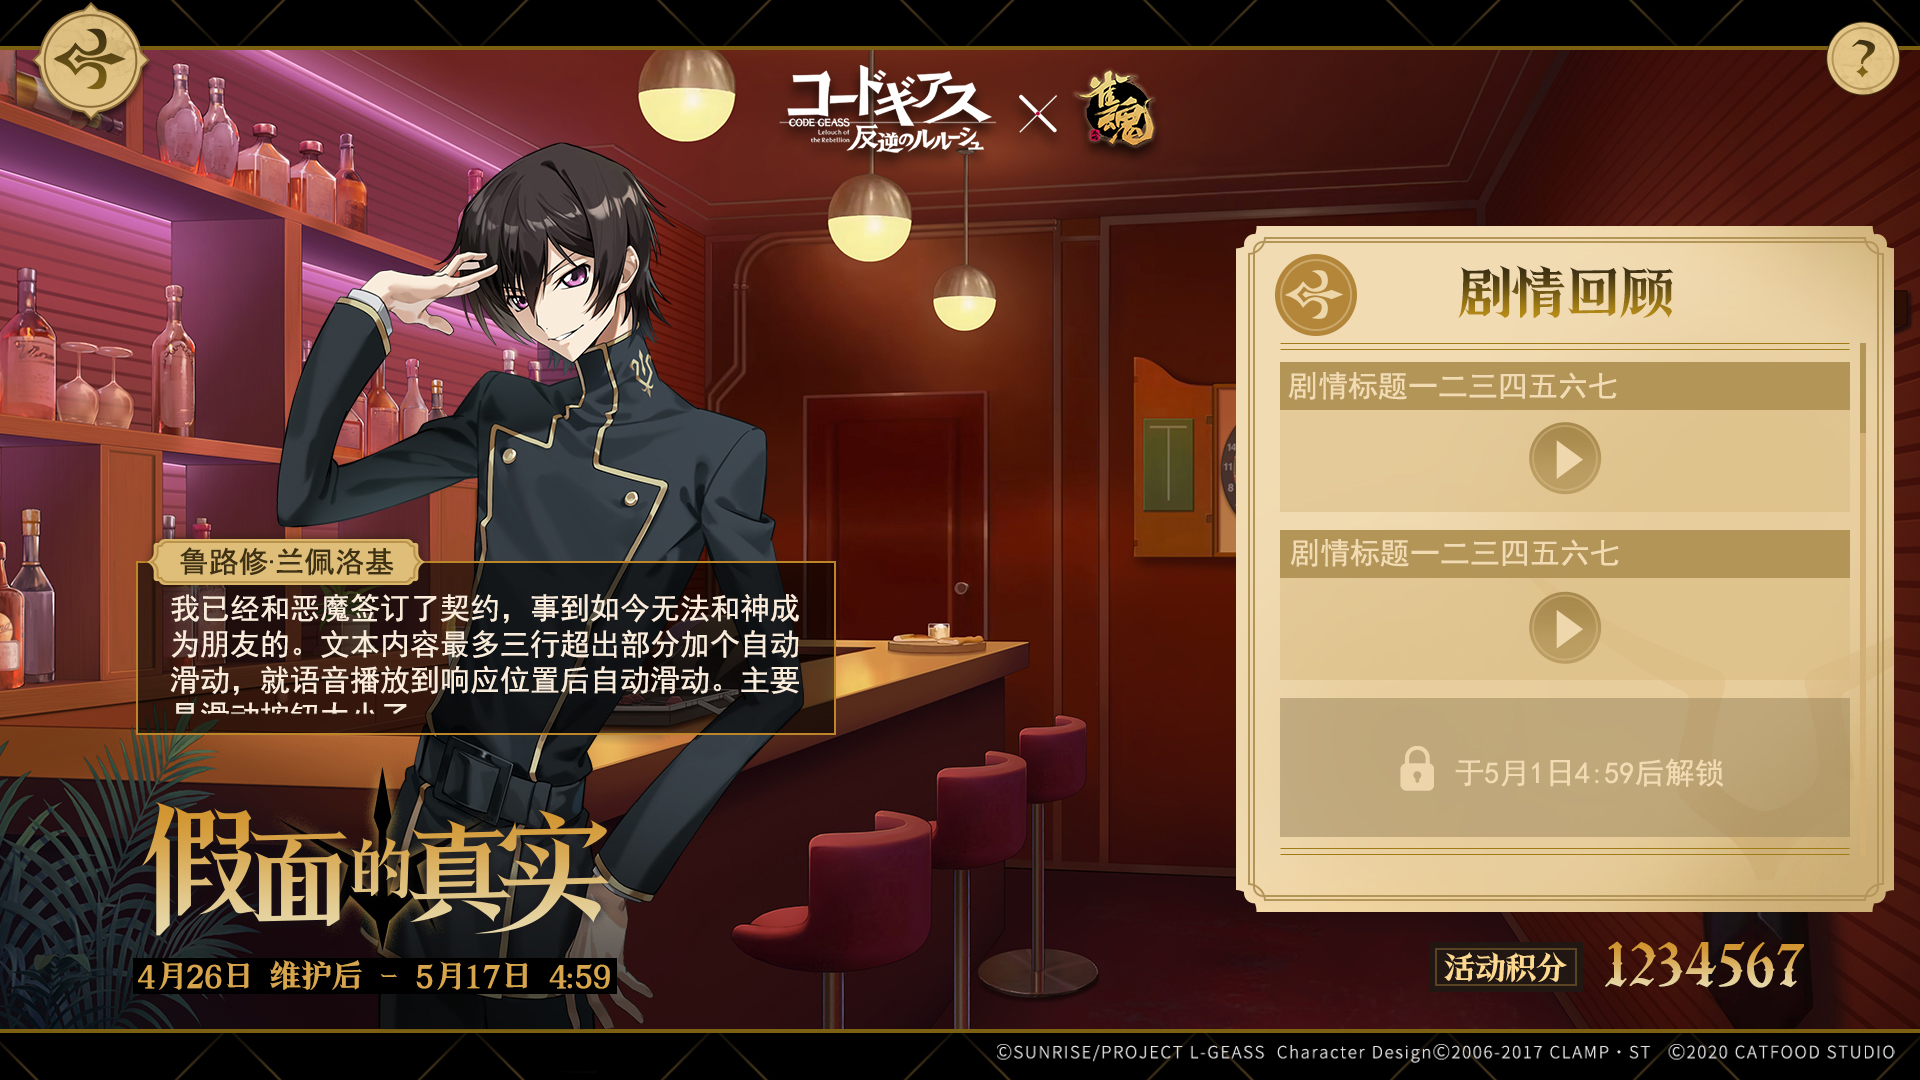 コードギアス
CODE GEASS
Lelouch of
the Rebellion
反逆のルルーシュ
雀魂
剧情回顾
剧情标题一二三四五六七
剧情标题一二三四五六七
于5月1日4:59后解锁
鲁路修·兰佩洛基
我已经和恶魔签订了契约，事到如今无法和神成
为朋友的。文本内容最多三行超出部分加个自动
滑动，就语音播放到响应位置后自动滑动。主要
是滑动按钮大小了
假面的真实
4月26日 维护后 - 5月17日 4:59
活动积分 1234567
©SUNRISE/PROJECT L-GEASS Character Design©2006-2017 CLAMP・ST ©2020 CATFOOD STUDIO